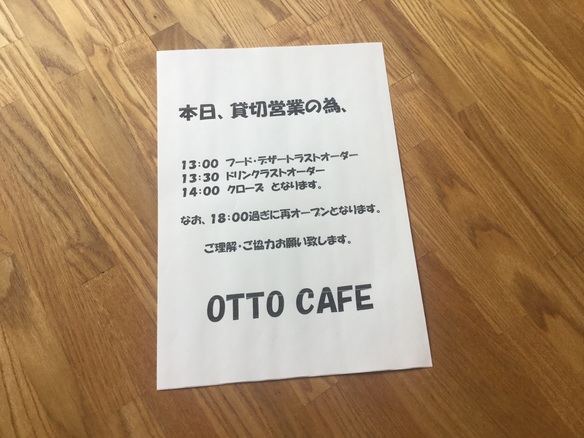 本日、貸切営業の為、
13:00 フード・デザートラストオーダー
13:30 ドリンクラストオーダー
14:00 クローズ となります。
なお、18:00過ぎに再オープンとなります。
ご理解・ご協力お願い致します。
OTTO CAFE